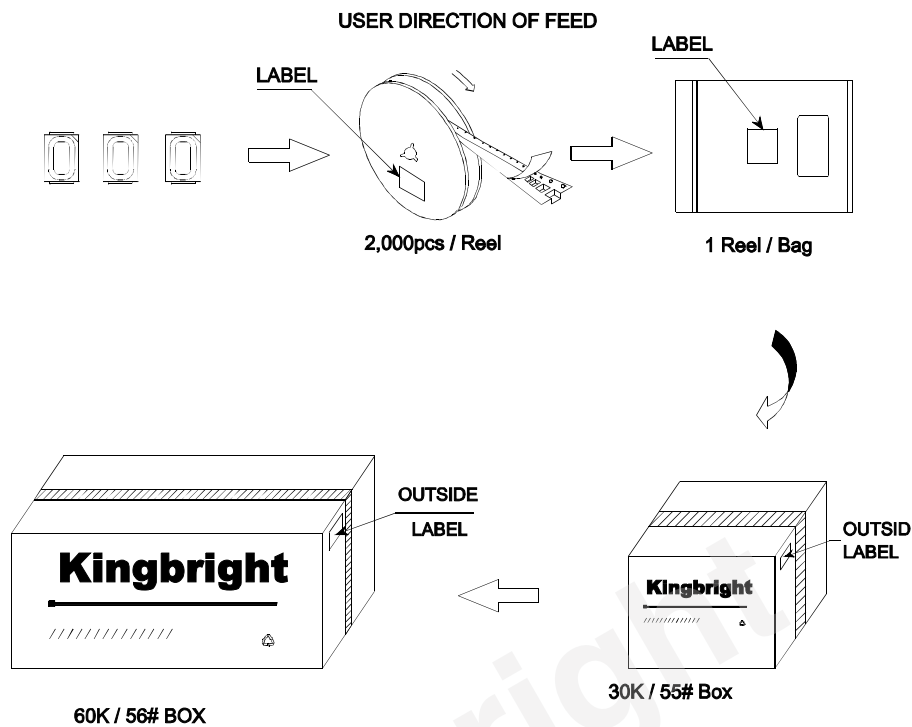 USER DIRECTION OF FEED
LABEL
LABEL
2,000pcs / Reel
1 Reel / Bag
OUTSIDE
LABEL
Kingbright
OUTSID
LABEL
Kingbright
30K / 55# Box
60K / 56# BOX
right